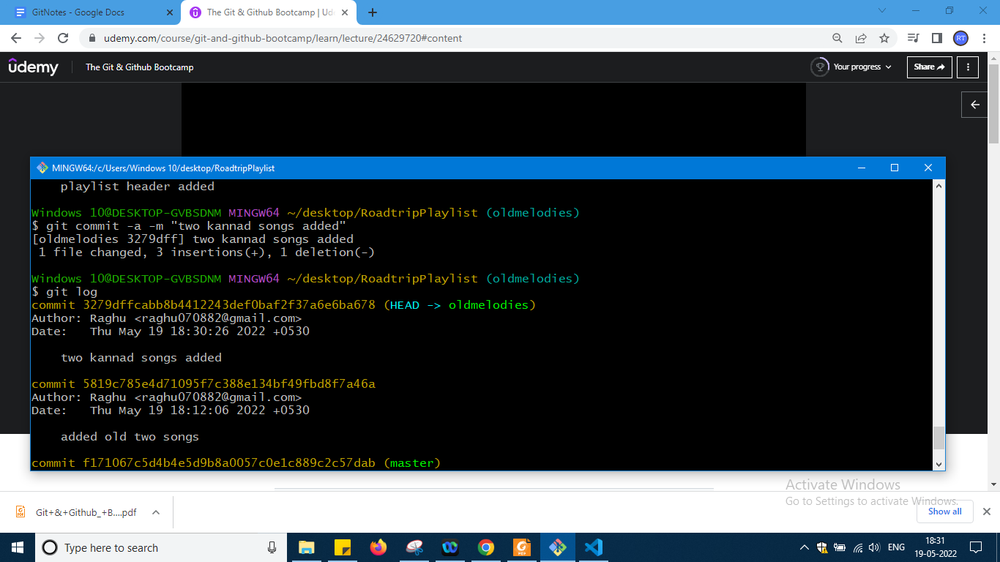 GitNotes - Google Docs
The Git & Github Bootcamp | Ud
udemy.com/course/git-and-github-bootcamp/learn/lecture/24629720#content
RT
ûdemy
The Git & Github Bootcamp
Your progress
Share
MINGW64:/c/Users/Windows 10/desktop/RoadtripPlaylist
playlist header added
Windows 10@DESKTOP-GVBSDNM MINGW64 ~/desktop/RoadtripPlaylist (oldmelodies)
$ git commit -a -m "two kannad songs added"
[oldmelodies 3279dff] two kannad songs added
1 file changed, 3 insertions(+), 1 deletion(-)
Windows 10@DESKTOP-GVBSDNM MINGW64 ~/desktop/RoadtripPlaylist (oldmelodies)
$ git log
commit 3279dffcabb8b4412243def0baf2f37a6e6ba678 (HEAD -> oldmelodies)
Author: Raghu <raghu070882@gmail.com>
Date:   Thu May 19 18:30:26 2022 +0530
two kannad songs added
commit 5819c785e4d71095f7c388e134bf49fbd8f7a46a
Author: Raghu <raghu070882@gmail.com>
Date:   Thu May 19 18:12:06 2022 +0530
added old two songs
commit f171067c5d4b4e5d9b8a0057c0e1c889c2c57dab (master)
Activate Windows
Go to Settings to activate Windows.
Git+&+Github_+B....pdf
Show all
Type here to search
ENG
18:31
19-05-2022